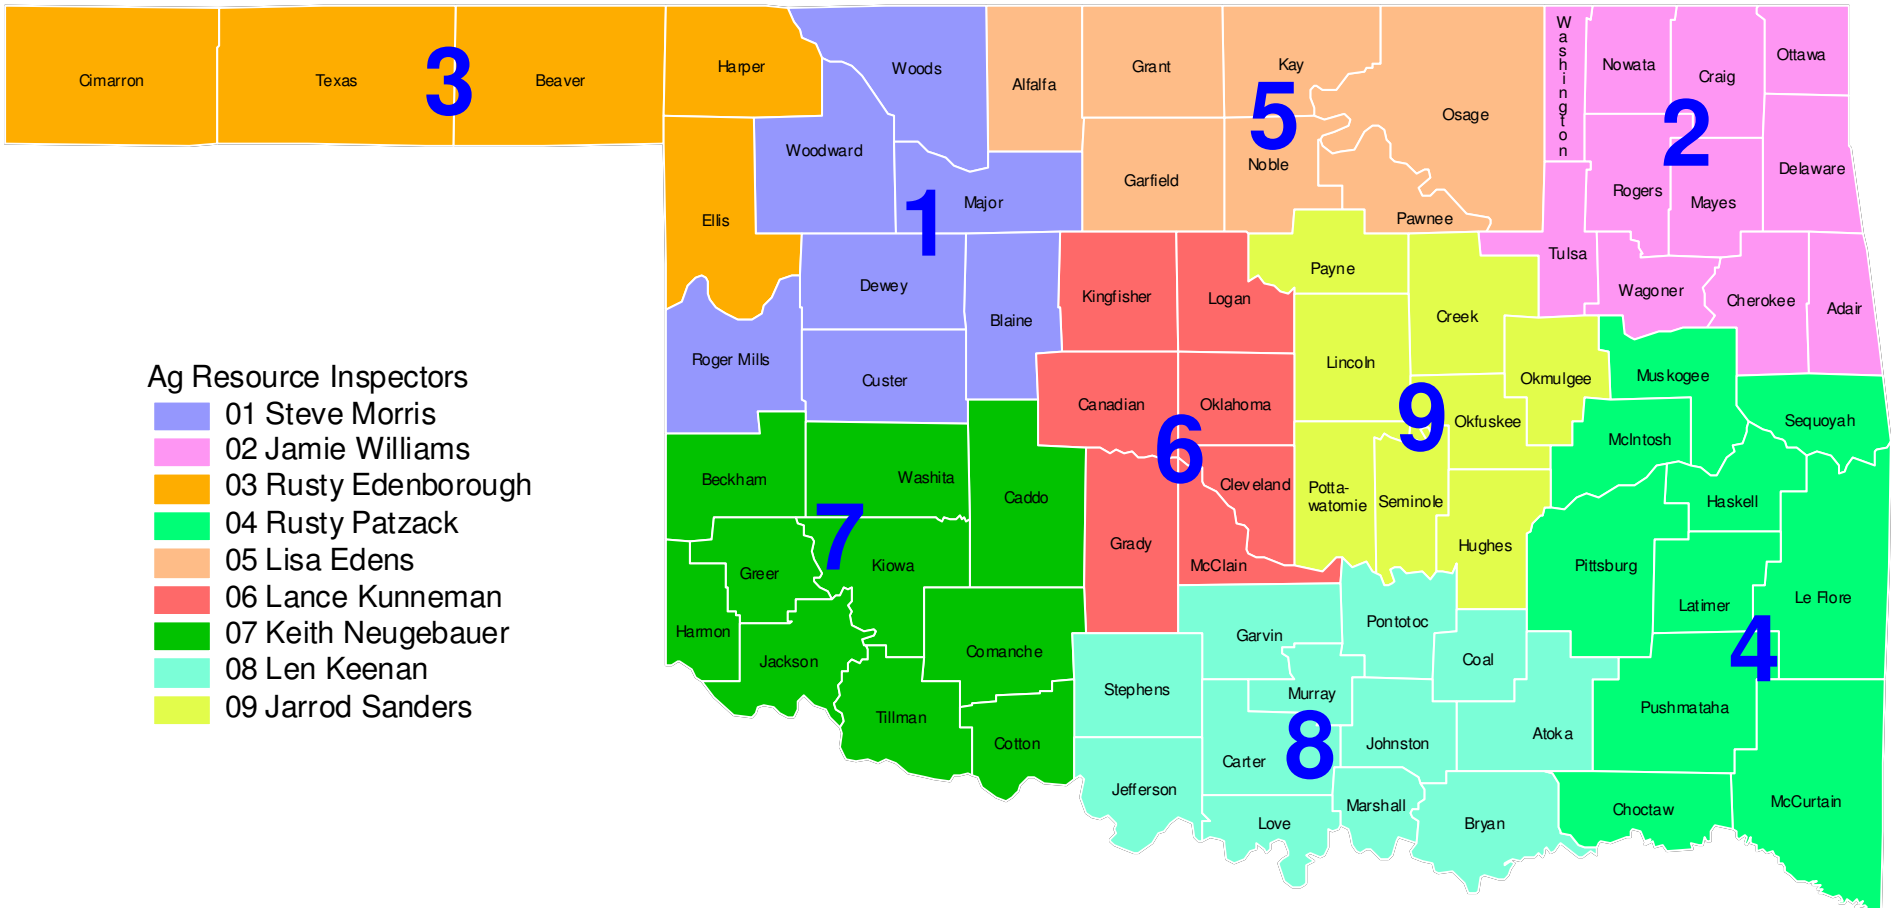 Cimarron
Texas
3
Beaver
Harper
Woods
Alfalfa
Grant
Kay
Osage
Washington
Nowata
Craig
Ottawa
5
2
Woodward
Noble
Garfield
Pawnee
Rogers
Mayes
Delaware
Ellis
1
Major
Dewey
Blaine
Kingfisher
Logan
Payne
Creek
Tulsa
Wagoner
Cherokee
Adair
Roger Mills
Custer
Canadian
Oklahoma
Lincoln
Okmulgee
Muskogee
Sequoyah
Ag Resource Inspectors
01 Steve Morris
02 Jamie Williams
03 Rusty Edenborough
04 Rusty Patzack
05 Lisa Edens
06 Lance Kunneman
07 Keith Neugebauer
08 Len Keenan
09 Jarrod Sanders
6
9
Okfuskee
McIntosh
Beckham
Washita
Caddo
Cleveland
Potta-
watomie
Seminole
Haskell
7
Grady
McClain
Hughes
Pittsburg
Greer
Kiowa
Latimer
Le Flore
Harmon
Jackson
Comanche
Garvin
Pontotoc
Coal
4
Stephens
Murray
Pushmataha
Tillman
Cotton
8
Carter
Johnston
Atoka
Jefferson
Love
Marshall
Bryan
Choctaw
McCurtain